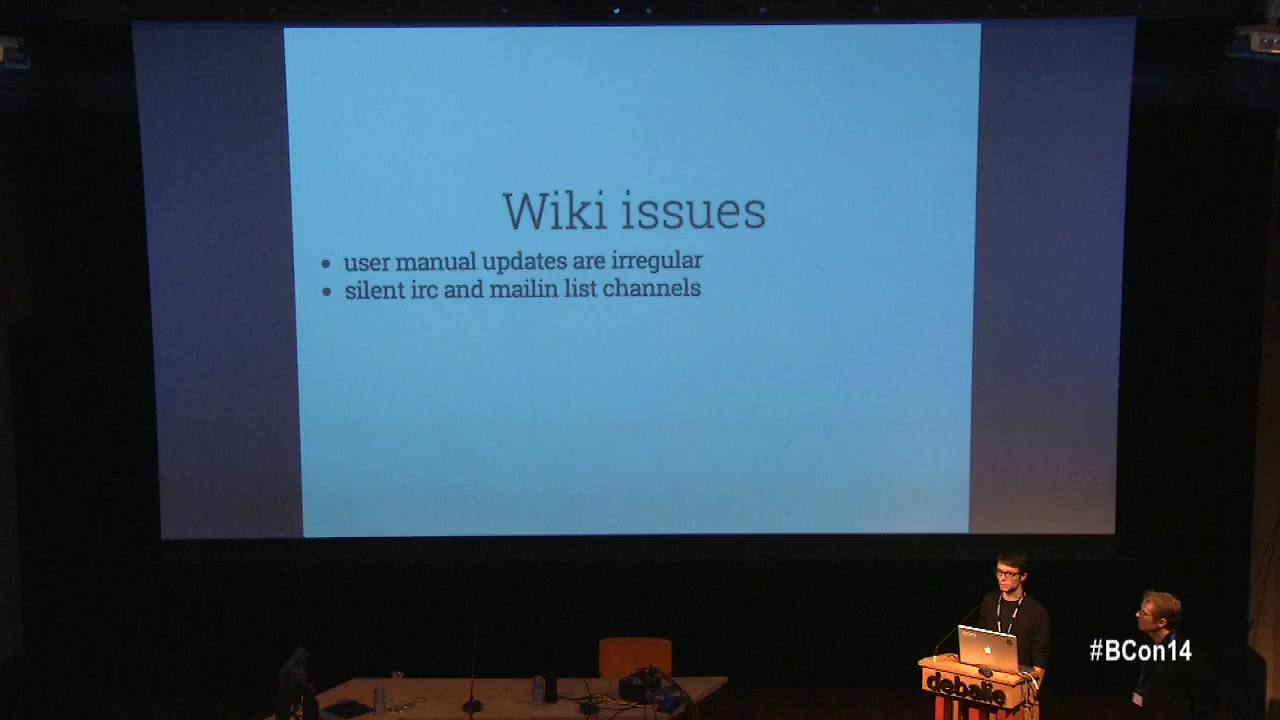 Wiki issues
• user manual updates are irregular
• silent irc and mailin list channels
#BCon14
debalie